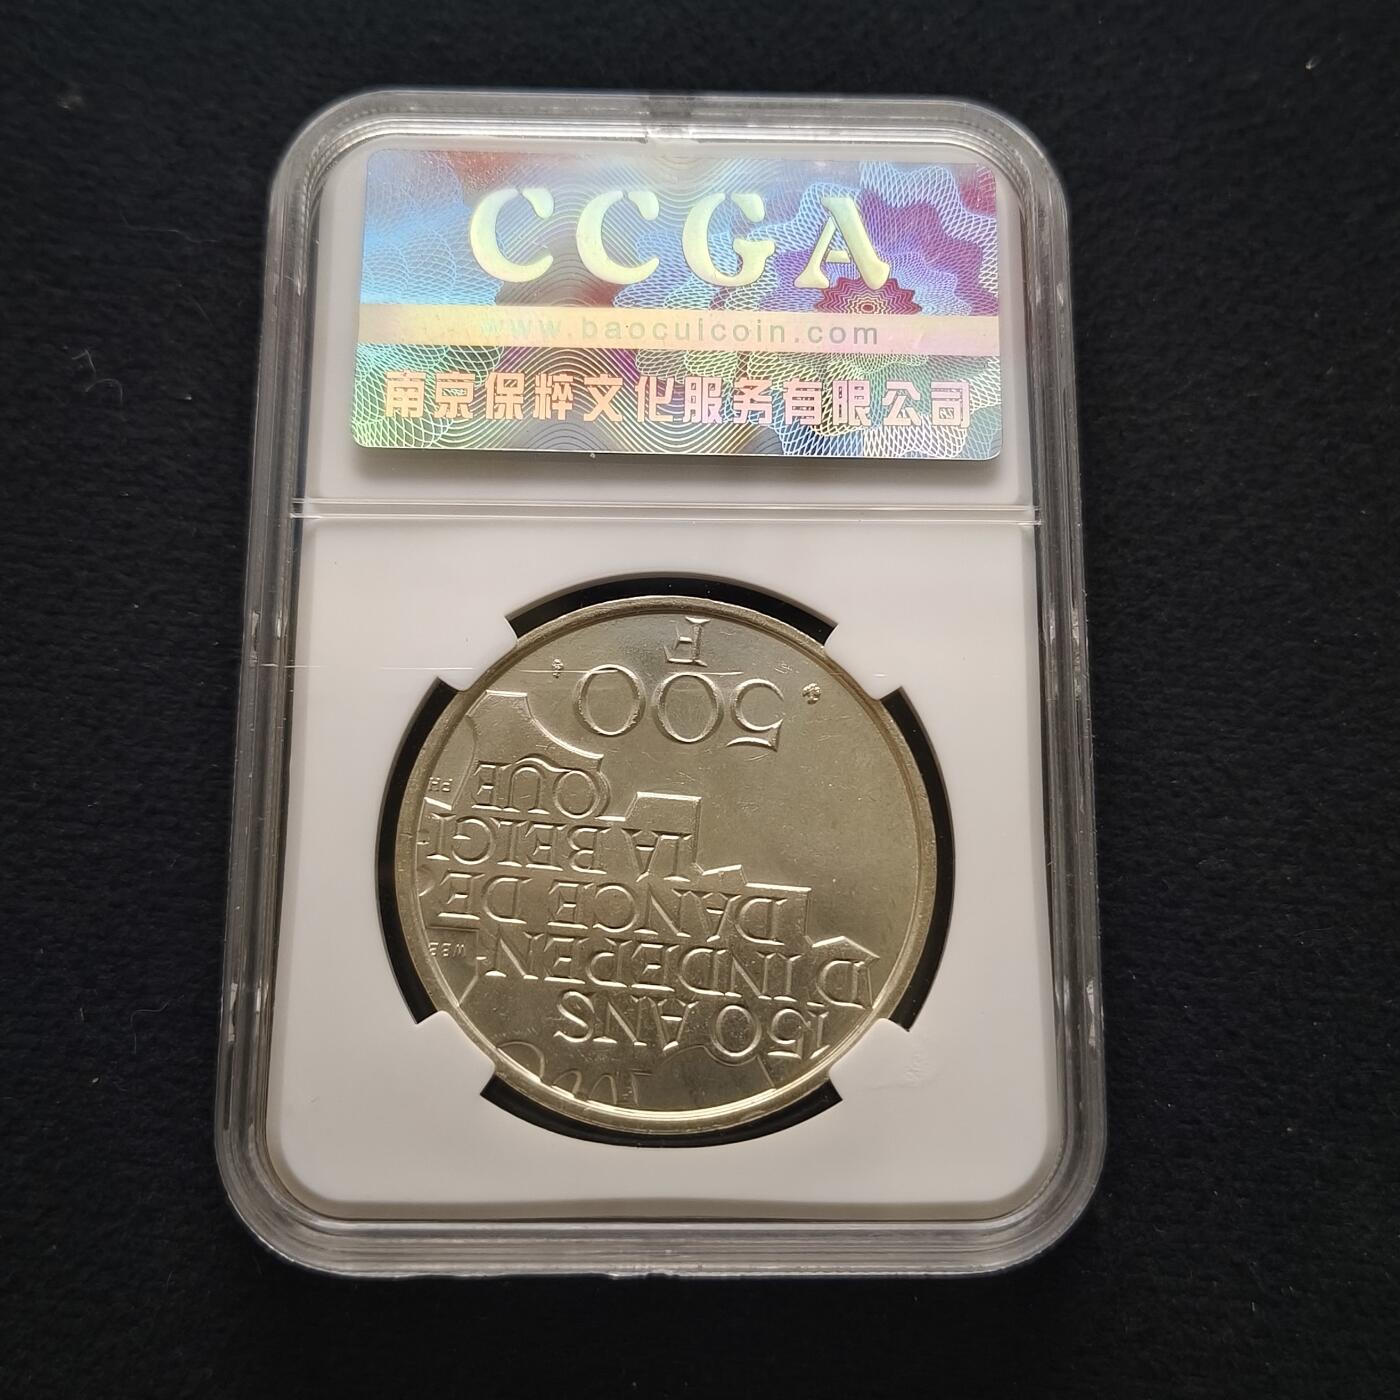 CCGA
www.baocuicoin.com
南京保粹文化服务有限公司
150 ANS
D'INDEPEN-
DANCE DE
LA BELGI-
QUE
500
F